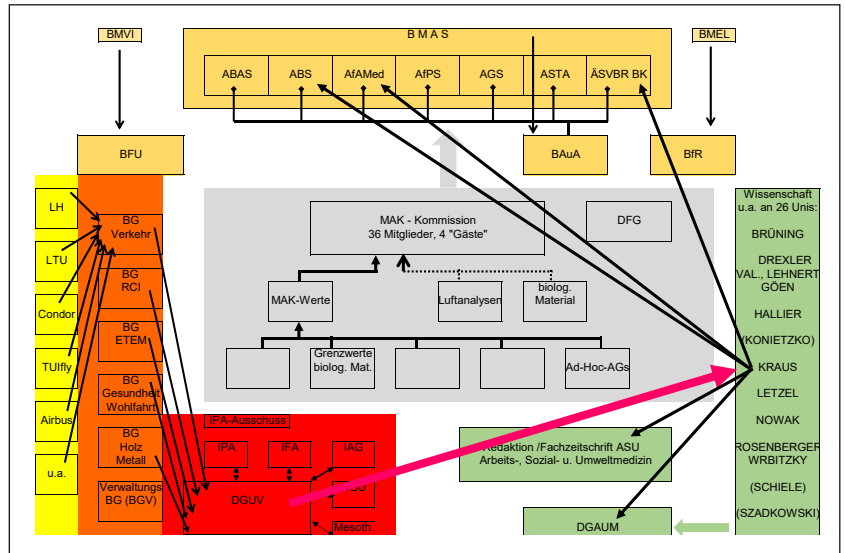 BMVI
B M A S
BMEL
ABAS
ABS
AfAMed
AfPS
AGS
ASTA
ÄSVBR BK
BFU
BAuA
BfR
LH
LTU
Condor
TUIfly
Airbus
u.a.
BG
Verkehr
BG
RCI
BG
ETEM
BG
Gesundheit
Wohlfahrt
BG
Holz
Metall
Verwaltungs
BG (BGV)
MAK - Kommission
36 Mitglieder, 4 "Gäste"
DFG
MAK-Werte
Luftanalysen
biolog.
Material
Grenzwerte
biolog. Mat.
Ad-Hoc-AGs
IPA-Ausschuss
IPA
IFA
IAG
DGUV
Mesoth.
Redaktion /Fachzeitschrift ASU
Arbeits-, Sozial- u. Umweltmedizin
DGAUM
Wissenschaft
u.a. an 26 Unis:
BRÜNING
DREXLER
VAL., LEHNERT
GÖEN
HALLIER
(KONIETZKO)
KRAUS
LETZEL
NOWAK
ROSENBERGER
WRBITZKY
(SCHIELE)
(SZADKOWSKI)